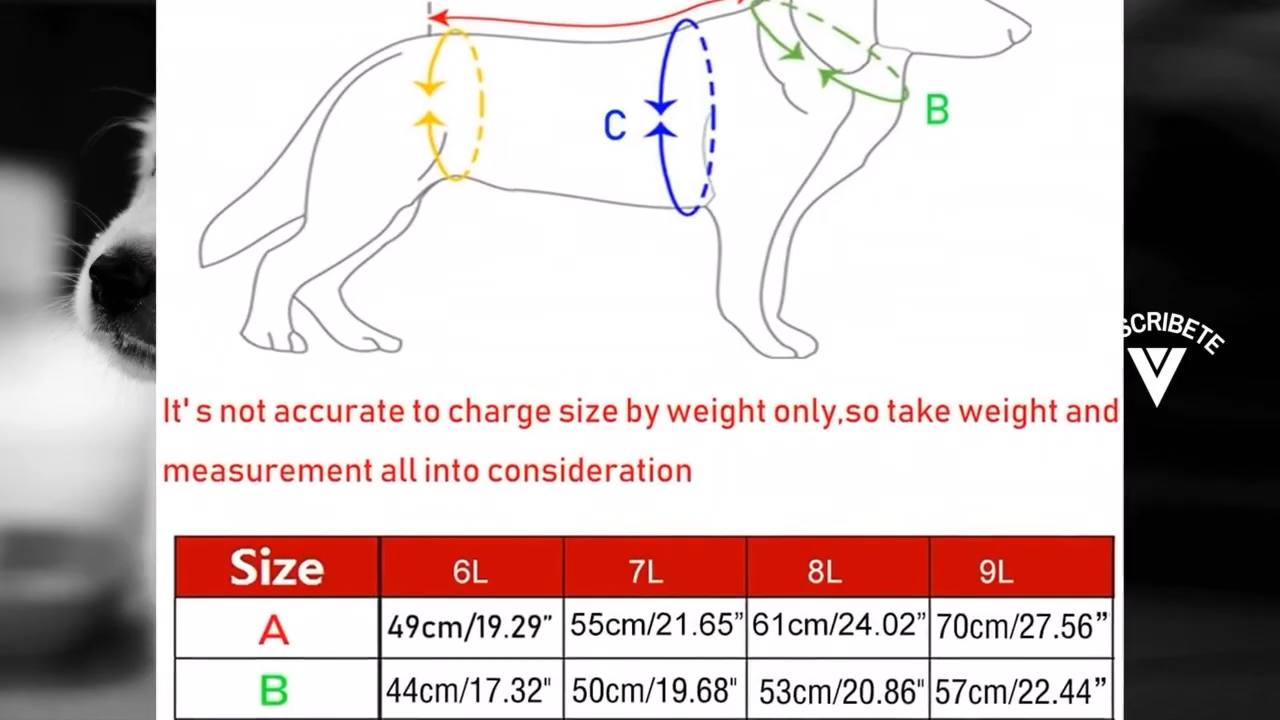 B
C
SCRIBETE
It's not accurate to charge size by weight only,so take weight and
measurement all into consideration
Size 6L 7L 8L 9L
A 49cm/19.29" 55cm/21.65" 61cm/24.02" 70cm/27.56"
B 44cm/17.32" 50cm/19.68" 53cm/20.86" 57cm/22.44"